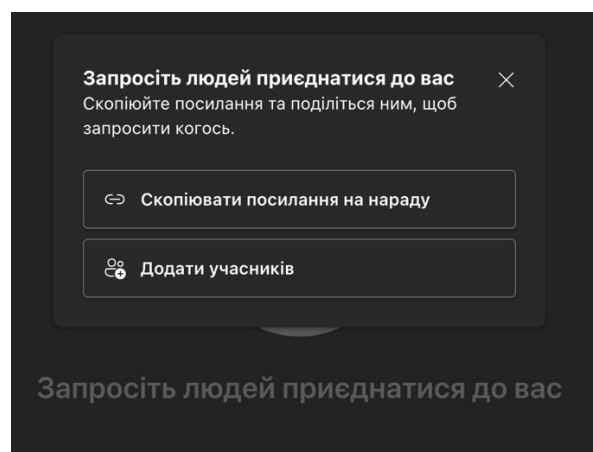 Запросіть людей приєднатися до вас
Скопіюйте посилання та поділіться ним, щоб
запросити когось.
Скопіювати посилання на нараду
Додати учасників
Запросіть людей приєднатися до вас